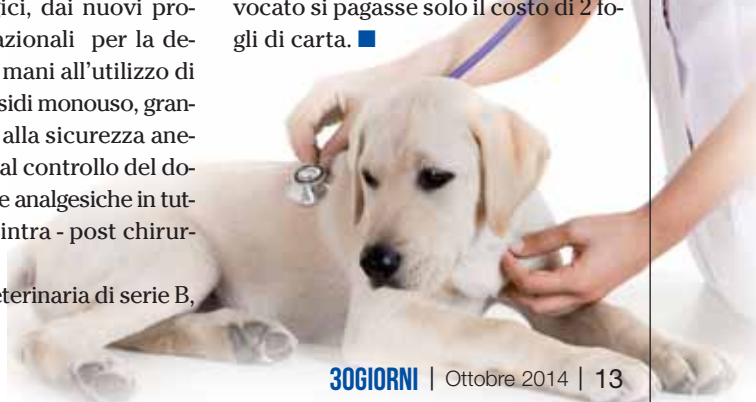 gici, dai nuovi pro-
azionali per la de-
mani all'utilizzo di
sidi monouso, gran-
alla sicurezza ane-
al controllo del do-
e analgesiche in tut-
intra - post chirur-
eterinaria di serie B,
vocato si pagasse solo il costo di 2 fo-
gli di carta. ■
30GIORNI | Ottobre 2014 | 13